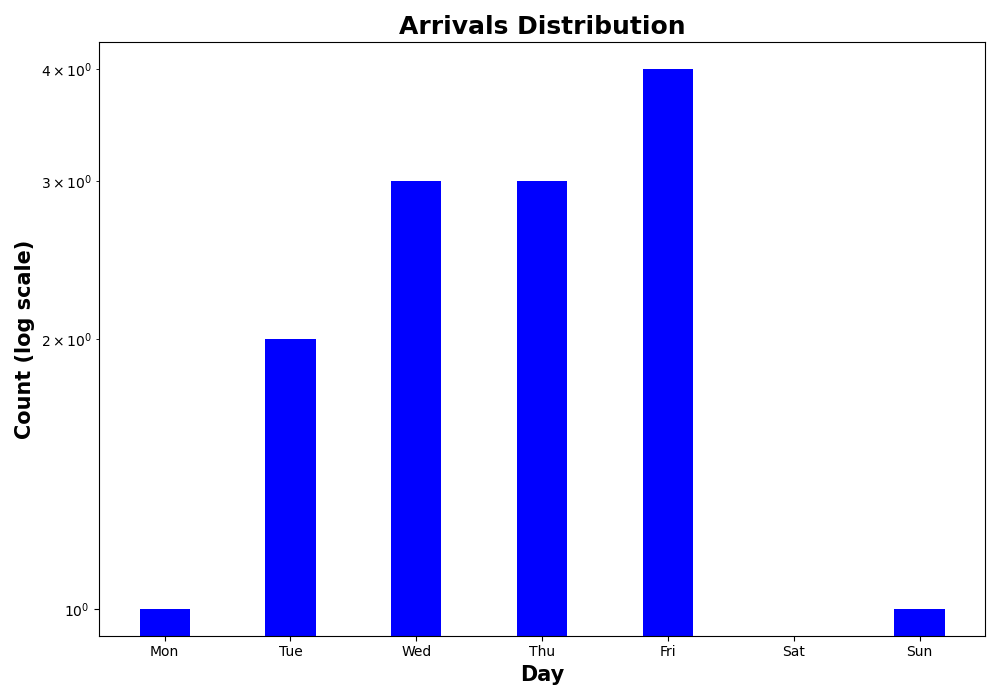 Arrivals Distribution
Count (log scale)
4 × 10⁰
3 × 10⁰
2 × 10⁰
10⁰
Mon Tue Wed Thu Fri Sat Sun
Day